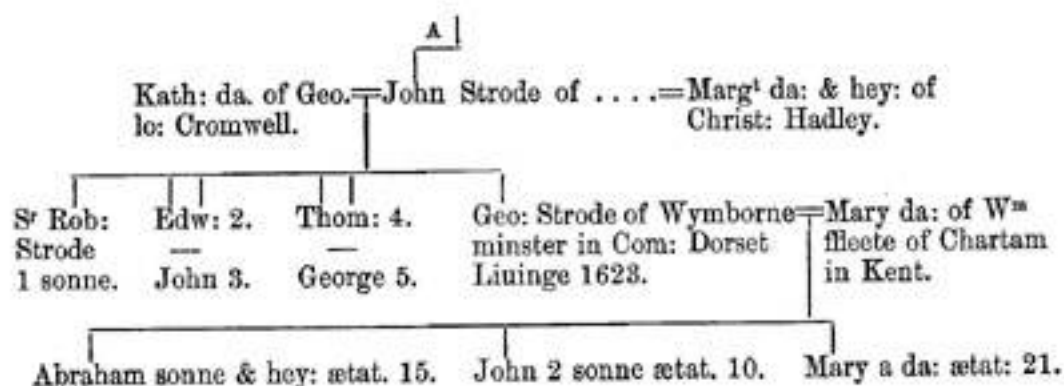 A
Kath: da. of Geo.=John Strode of . . . .=Margᵗ da: & hey: of
lo: Cromwell.
Christ: Hadley.
Sʳ Rob:
Strode
1 sonne.
Edw: 2.
—
John 3.
Thom: 4.
—
George 5.
Geo: Strode of Wymborne=Mary da: of Wᵐ
minster in Com: Dorset
Liuinge 1623.
ffleete of Chartam
in Kent.
Abraham sonne & hey: ætat. 15.
John 2 sonne ætat. 10.
Mary a da: ætat: 21.